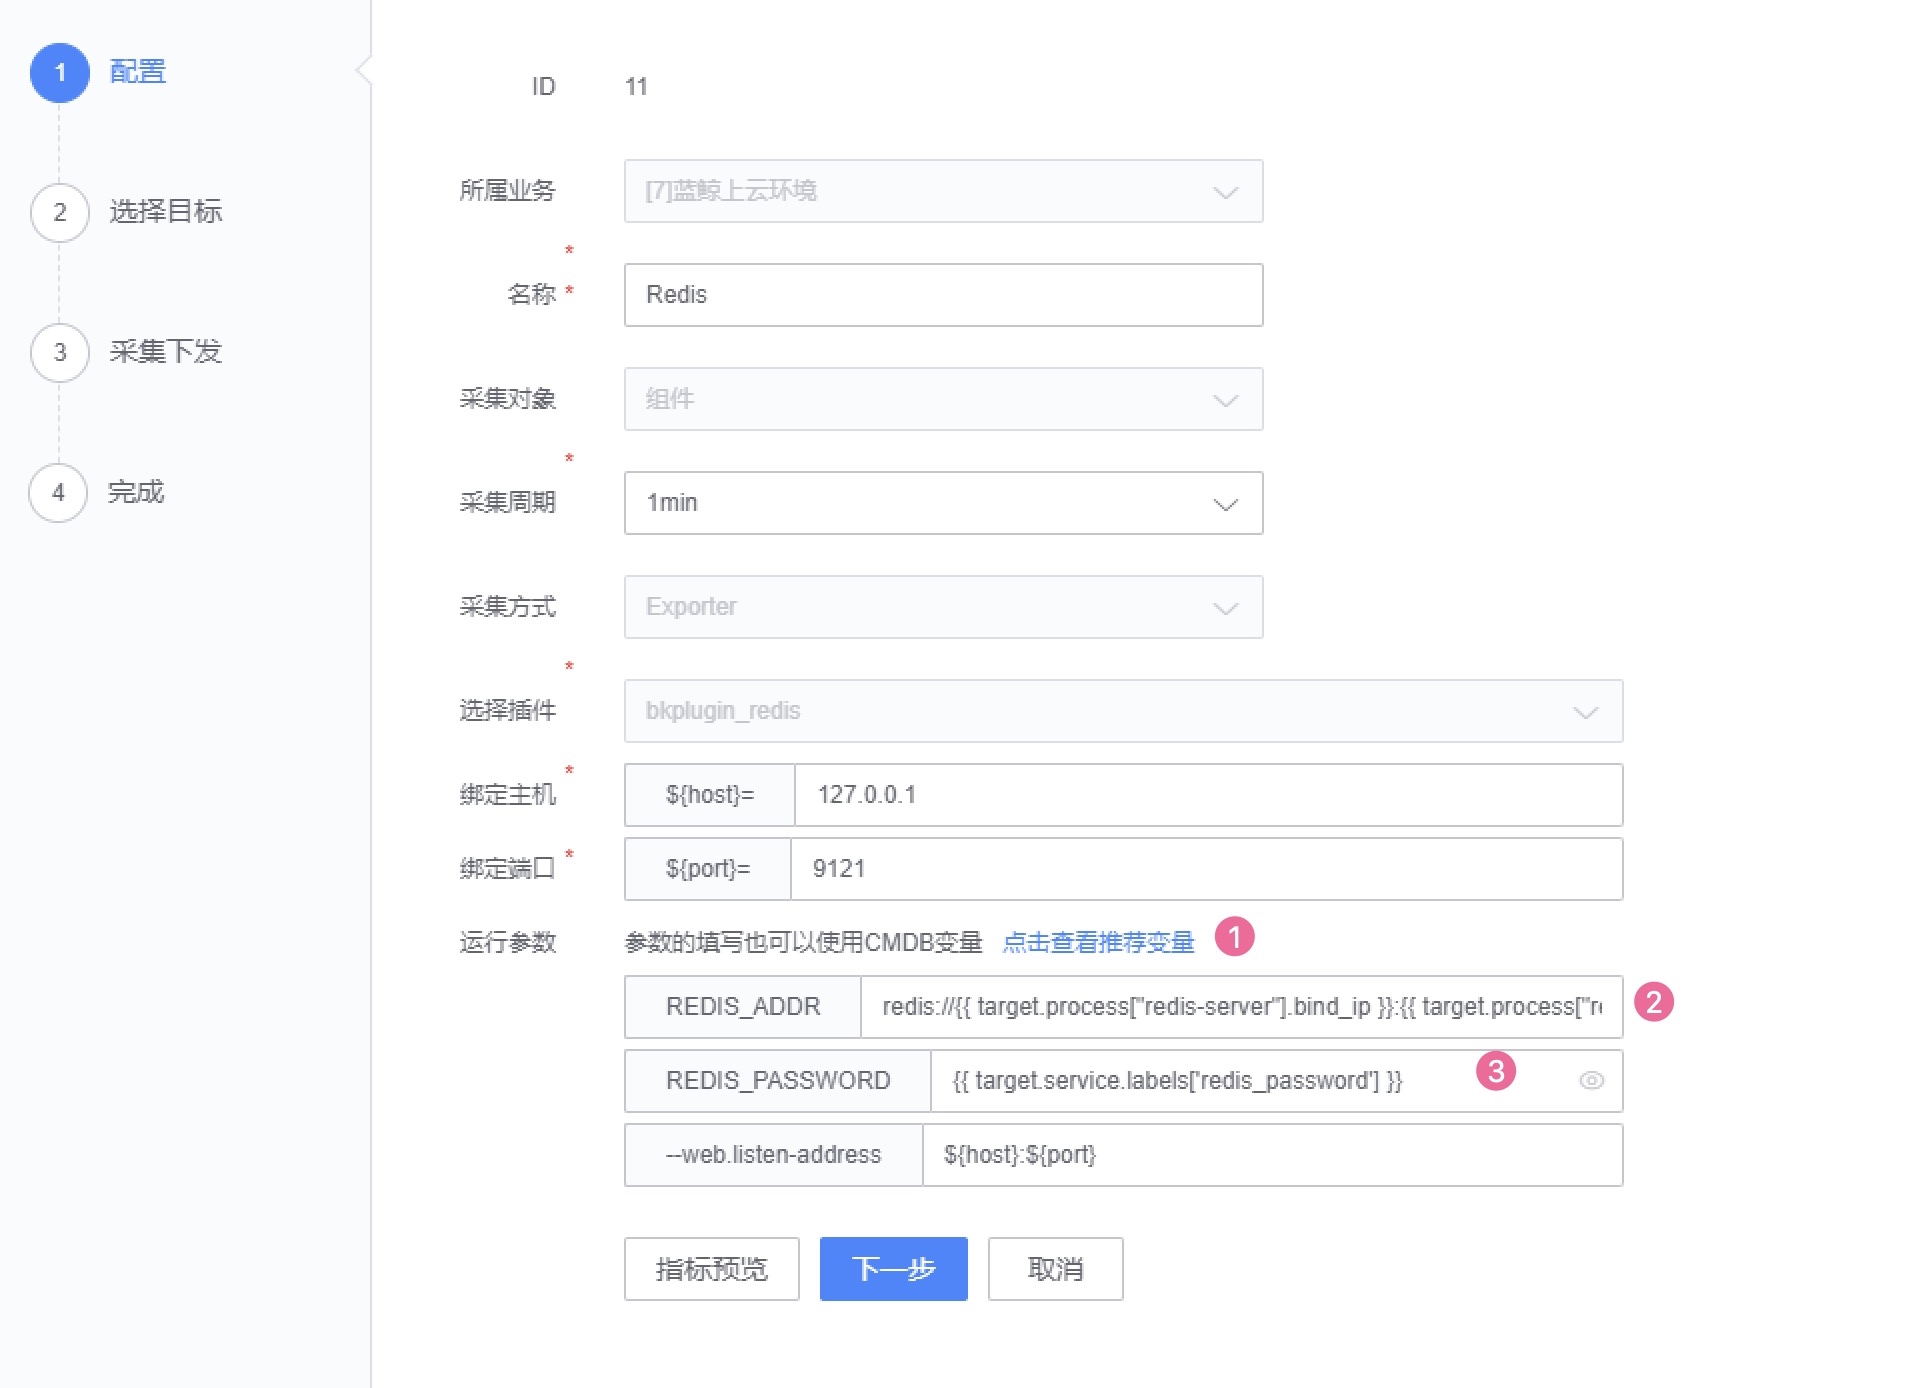 1 配置
2 选择目标
3 采集下发
4 完成
ID 11
所属业务 [7]蓝鲸上云环境
*
名称 * Redis
采集对象 组件
*
采集周期 1min
采集方式 Exporter
*
选择插件 bkplugin_redis
*
绑定主机 ${host}= 127.0.0.1
绑定端口 * ${port}= 9121
运行参数 参数的填写也可以使用CMDB变量 点击查看推荐变量 1
REDIS_ADDR redis://{{ target.process["redis-server"].bind_ip }}:{{ target.process["re 2
REDIS_PASSWORD {{ target.service.labels['redis_password'] }} 3
--web.listen-address ${host}:${port}
指标预览 下一步 取消